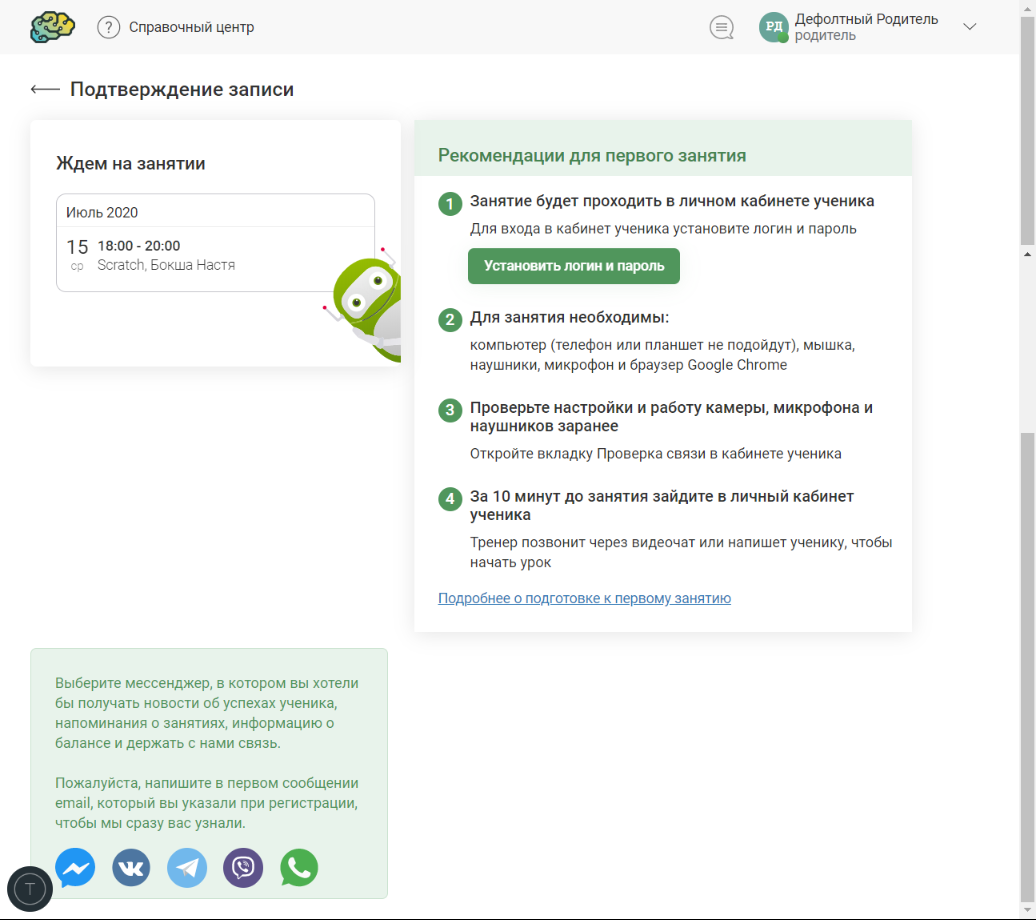 ? Справочный центр
РД Дефолтный Родитель
родитель
Подтверждение записи
Ждем на занятии
Июль 2020
15 18:00 - 20:00
ср Scratch, Бокша Настя
Рекомендации для первого занятия
1 Занятие будет проходить в личном кабинете ученика
Для входа в кабинет ученика установите логин и пароль
Установить логин и пароль
2 Для занятия необходимы:
компьютер (телефон или планшет не подойдут), мышка,
наушники, микрофон и браузер Google Chrome
3 Проверьте настройки и работу камеры, микрофона и
наушников заранее
Откройте вкладку Проверка связи в кабинете ученика
4 За 10 минут до занятия зайдите в личный кабинет
ученика
Тренер позвонит через видеочат или напишет ученику, чтобы
начать урок
Подробнее о подготовке к первому занятию
Выберите мессенджер, в котором вы хотели
бы получать новости об успехах ученика,
напоминания о занятиях, информацию о
балансе и держать с нами связь.
Пожалуйста, напишите в первом сообщении
email, который вы указали при регистрации,
чтобы мы сразу вас узнали.
T